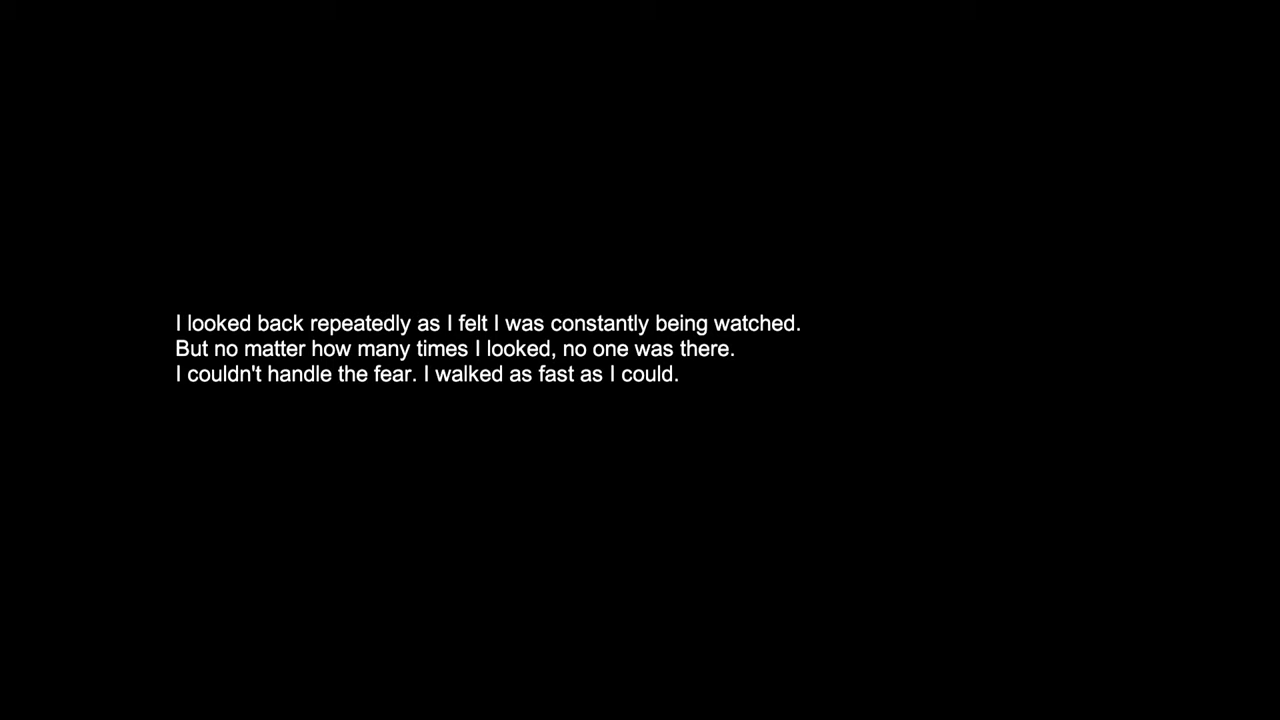 I looked back repeatedly as I felt I was constantly being watched.
But no matter how many times I looked, no one was there.
I couldn't handle the fear. I walked as fast as I could.